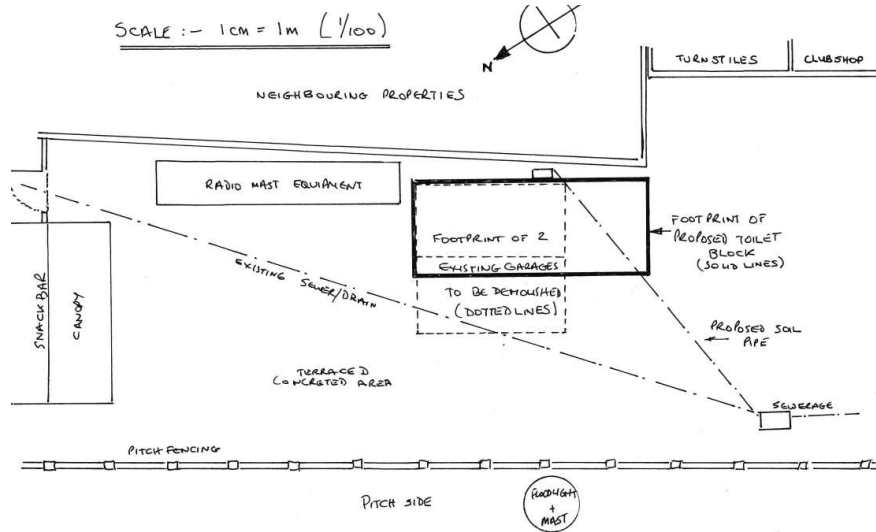 SCALE :- 1CM = 1M (1/100)
N
TURNSTILES
CLUBSHOP
NEIGHBOURING PROPERTIES
RADIO MAST EQUIPMENT
FOOTPRINT OF 2
EXISTING GARAGES
TO BE DEMOLISHED
(DOTTED LINES)
FOOTPRINT OF
PROPOSED TOILET
BLOCK
(SOLID LINES)
EXISTING SEWER/DRAIN
SNACK BAR
CANOPY
PROPOSED SOIL
PIPE
TERRACED
CONCRETED AREA
SEWERAGE
PITCH FENCING
PITCH SIDE
FLOODLIGHT
+
MAST